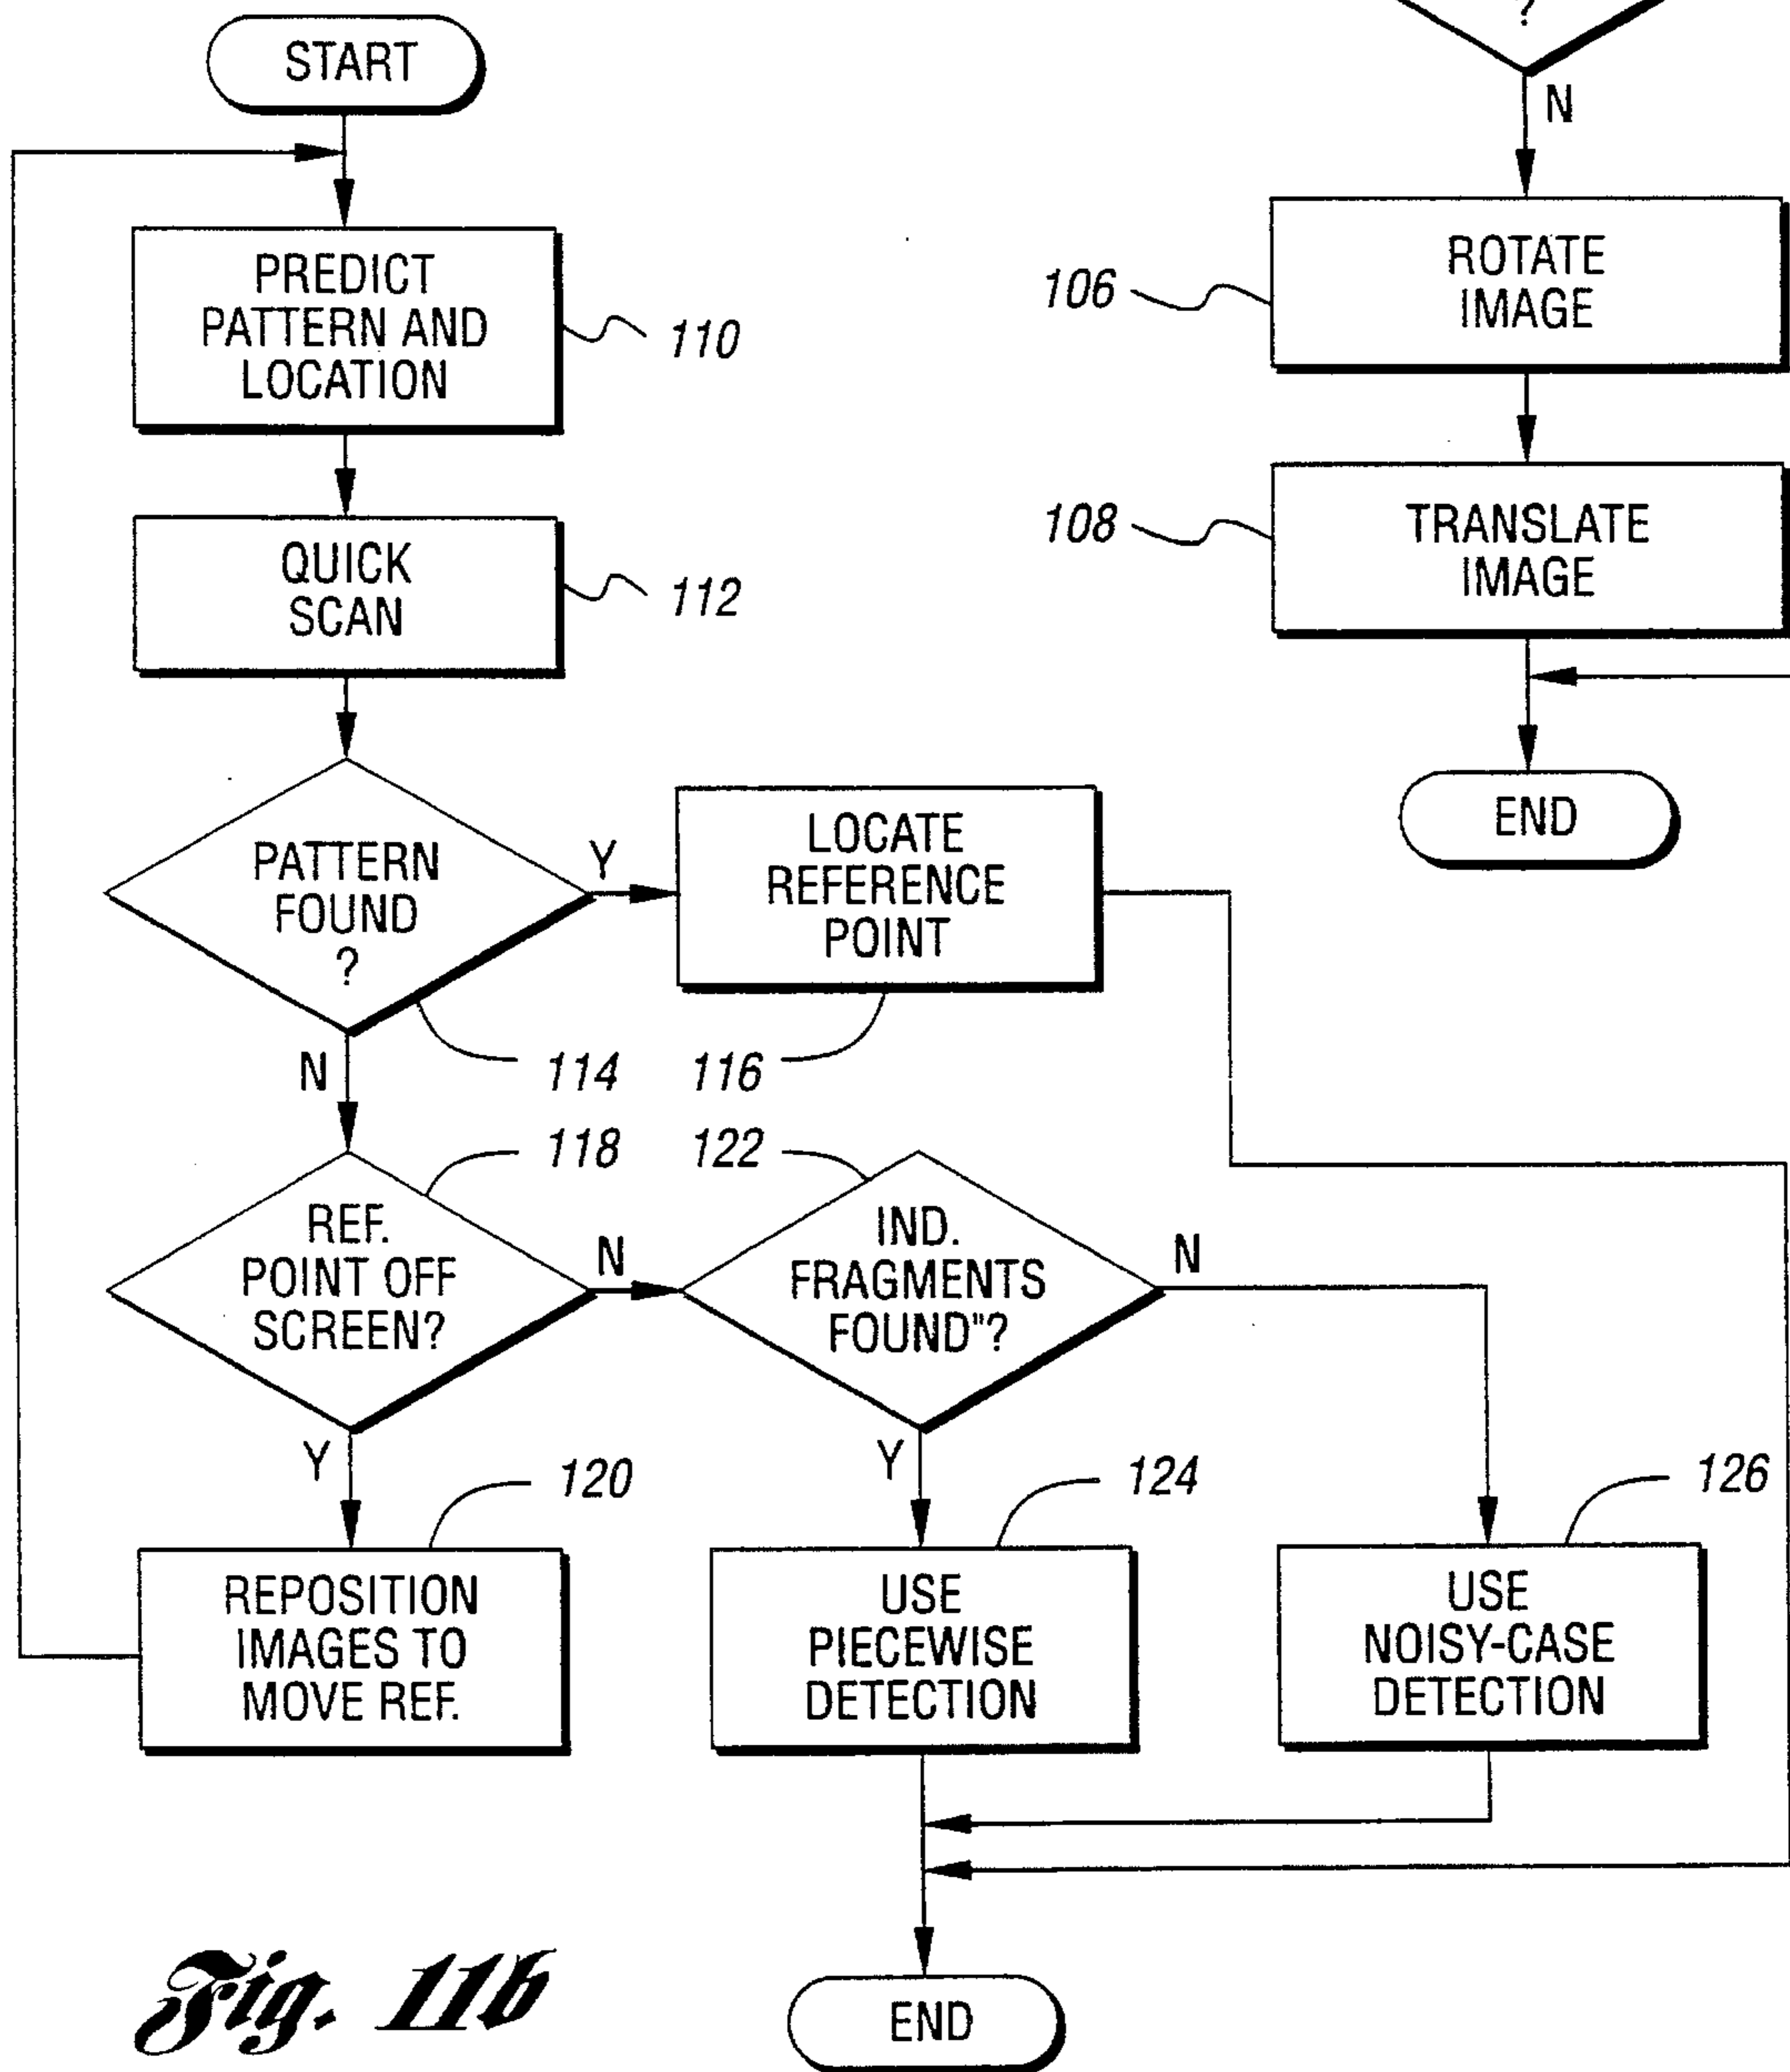 START
PREDICT
PATTERN AND
LOCATION
110
QUICK
SCAN
112
PATTERN
FOUND
?
Y
N
114
LOCATE
REFERENCE
POINT
116
118
REF.
POINT OFF
SCREEN?
N
Y
122
IND.
FRAGMENTS
FOUND"?
N
Y
120
REPOSITION
IMAGES TO
MOVE REF.
124
USE
PIECEWISE
DETECTION
126
USE
NOISY-CASE
DETECTION
END
?
N
106
ROTATE
IMAGE
108
TRANSLATE
IMAGE
END
Fig. 11b